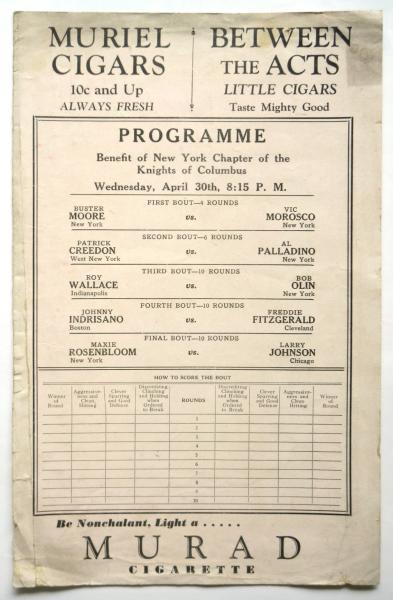 MURIEL CIGARS
10c and Up
ALWAYS FRESH
BETWEEN THE ACTS
LITTLE CIGARS
Taste Mighty Good
PROGRAMME
Benefit of New York Chapter of the
Knights of Columbus
Wednesday, April 30th, 8:15 P. M.
FIRST BOUT—4 ROUNDS
BUSTER MOORE New York vs. VIC MOROSCO New York
SECOND BOUT—6 ROUNDS
PATRICK CREEDON West New York vs. AL PALLADINO New York
THIRD BOUT—10 ROUNDS
ROY WALLACE Indianapolis vs. BOB OLIN New York
FOURTH BOUT—10 ROUNDS
JOHNNY INDRISANO Boston vs. FREDDIE FITZGERALD Cleveland
FINAL BOUT—10 ROUNDS
MAXIE ROSENBLOOM New York vs. LARRY JOHNSON Chicago
HOW TO SCORE THE BOUT
Winner of Round
Aggressiveness and Clean Hitting
Clever Sparring and Good Defense
Discrediting Clinching and Holding when Ordered to Break
ROUNDS
Discrediting Clinching and Holding when Ordered to Break
Clever Sparring and Good Defense
Aggressiveness and Clean Hitting
Winner of Round
1
2
3
4
5
6
7
8
9
10
Be Nonchalant, Light a . . . . .
MURAD
CIGARETTE